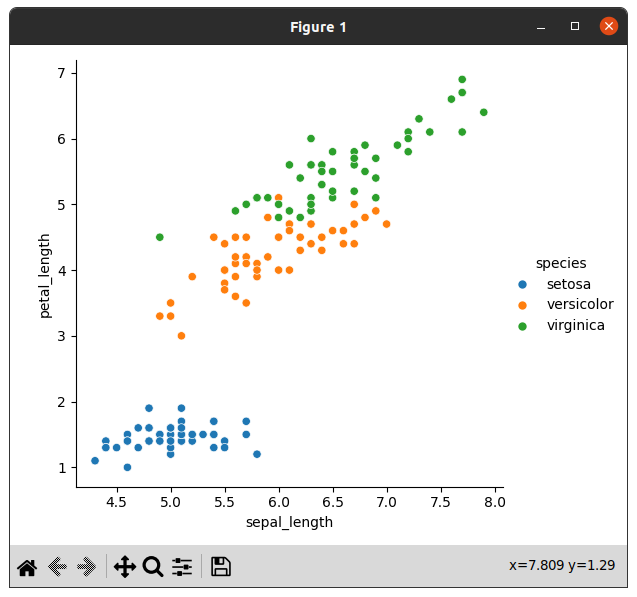 Figure 1
7
6
5
4
3
2
1
petal_length
4.5 5.0 5.5 6.0 6.5 7.0 7.5 8.0
sepal_length
species
setosa
versicolor
virginica
x=7.809 y=1.29